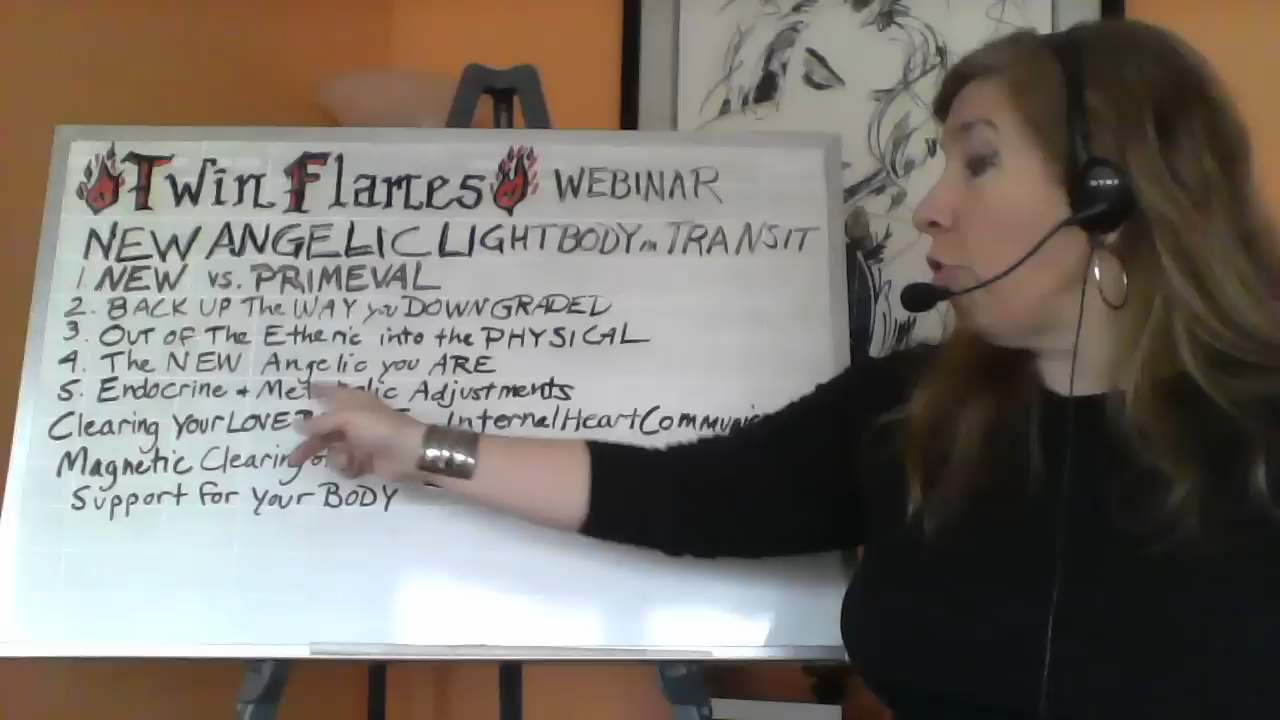 Twin Flames WEBINAR
NEW ANGELIC LIGHTBODY in TRANSIT
1 NEW vs. PRIMEVAL
2. BACK UP The WAY you DOWNGRADED
3. OUT OF The Etheric into the PHYSICAL
4. The NEW Angelic you ARE
5. Endocrine + Adjustments
Clearing Your LOVE Internal Heart
Magnetic Clearing
Support for Your BODY